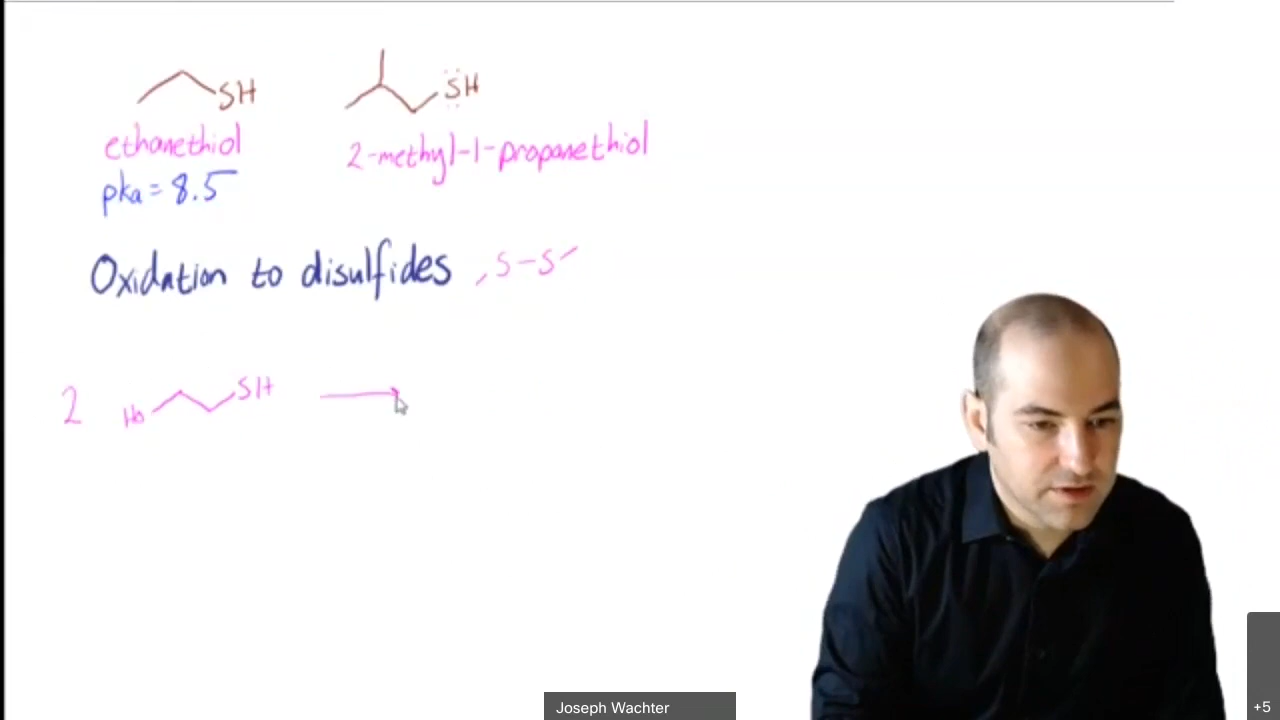 SH
SH
ethanethiol
2-methyl-1-propanethiol
pka = 8.5
Oxidation to disulfides
S-S
2 Ho SH
Joseph Wachter
+5